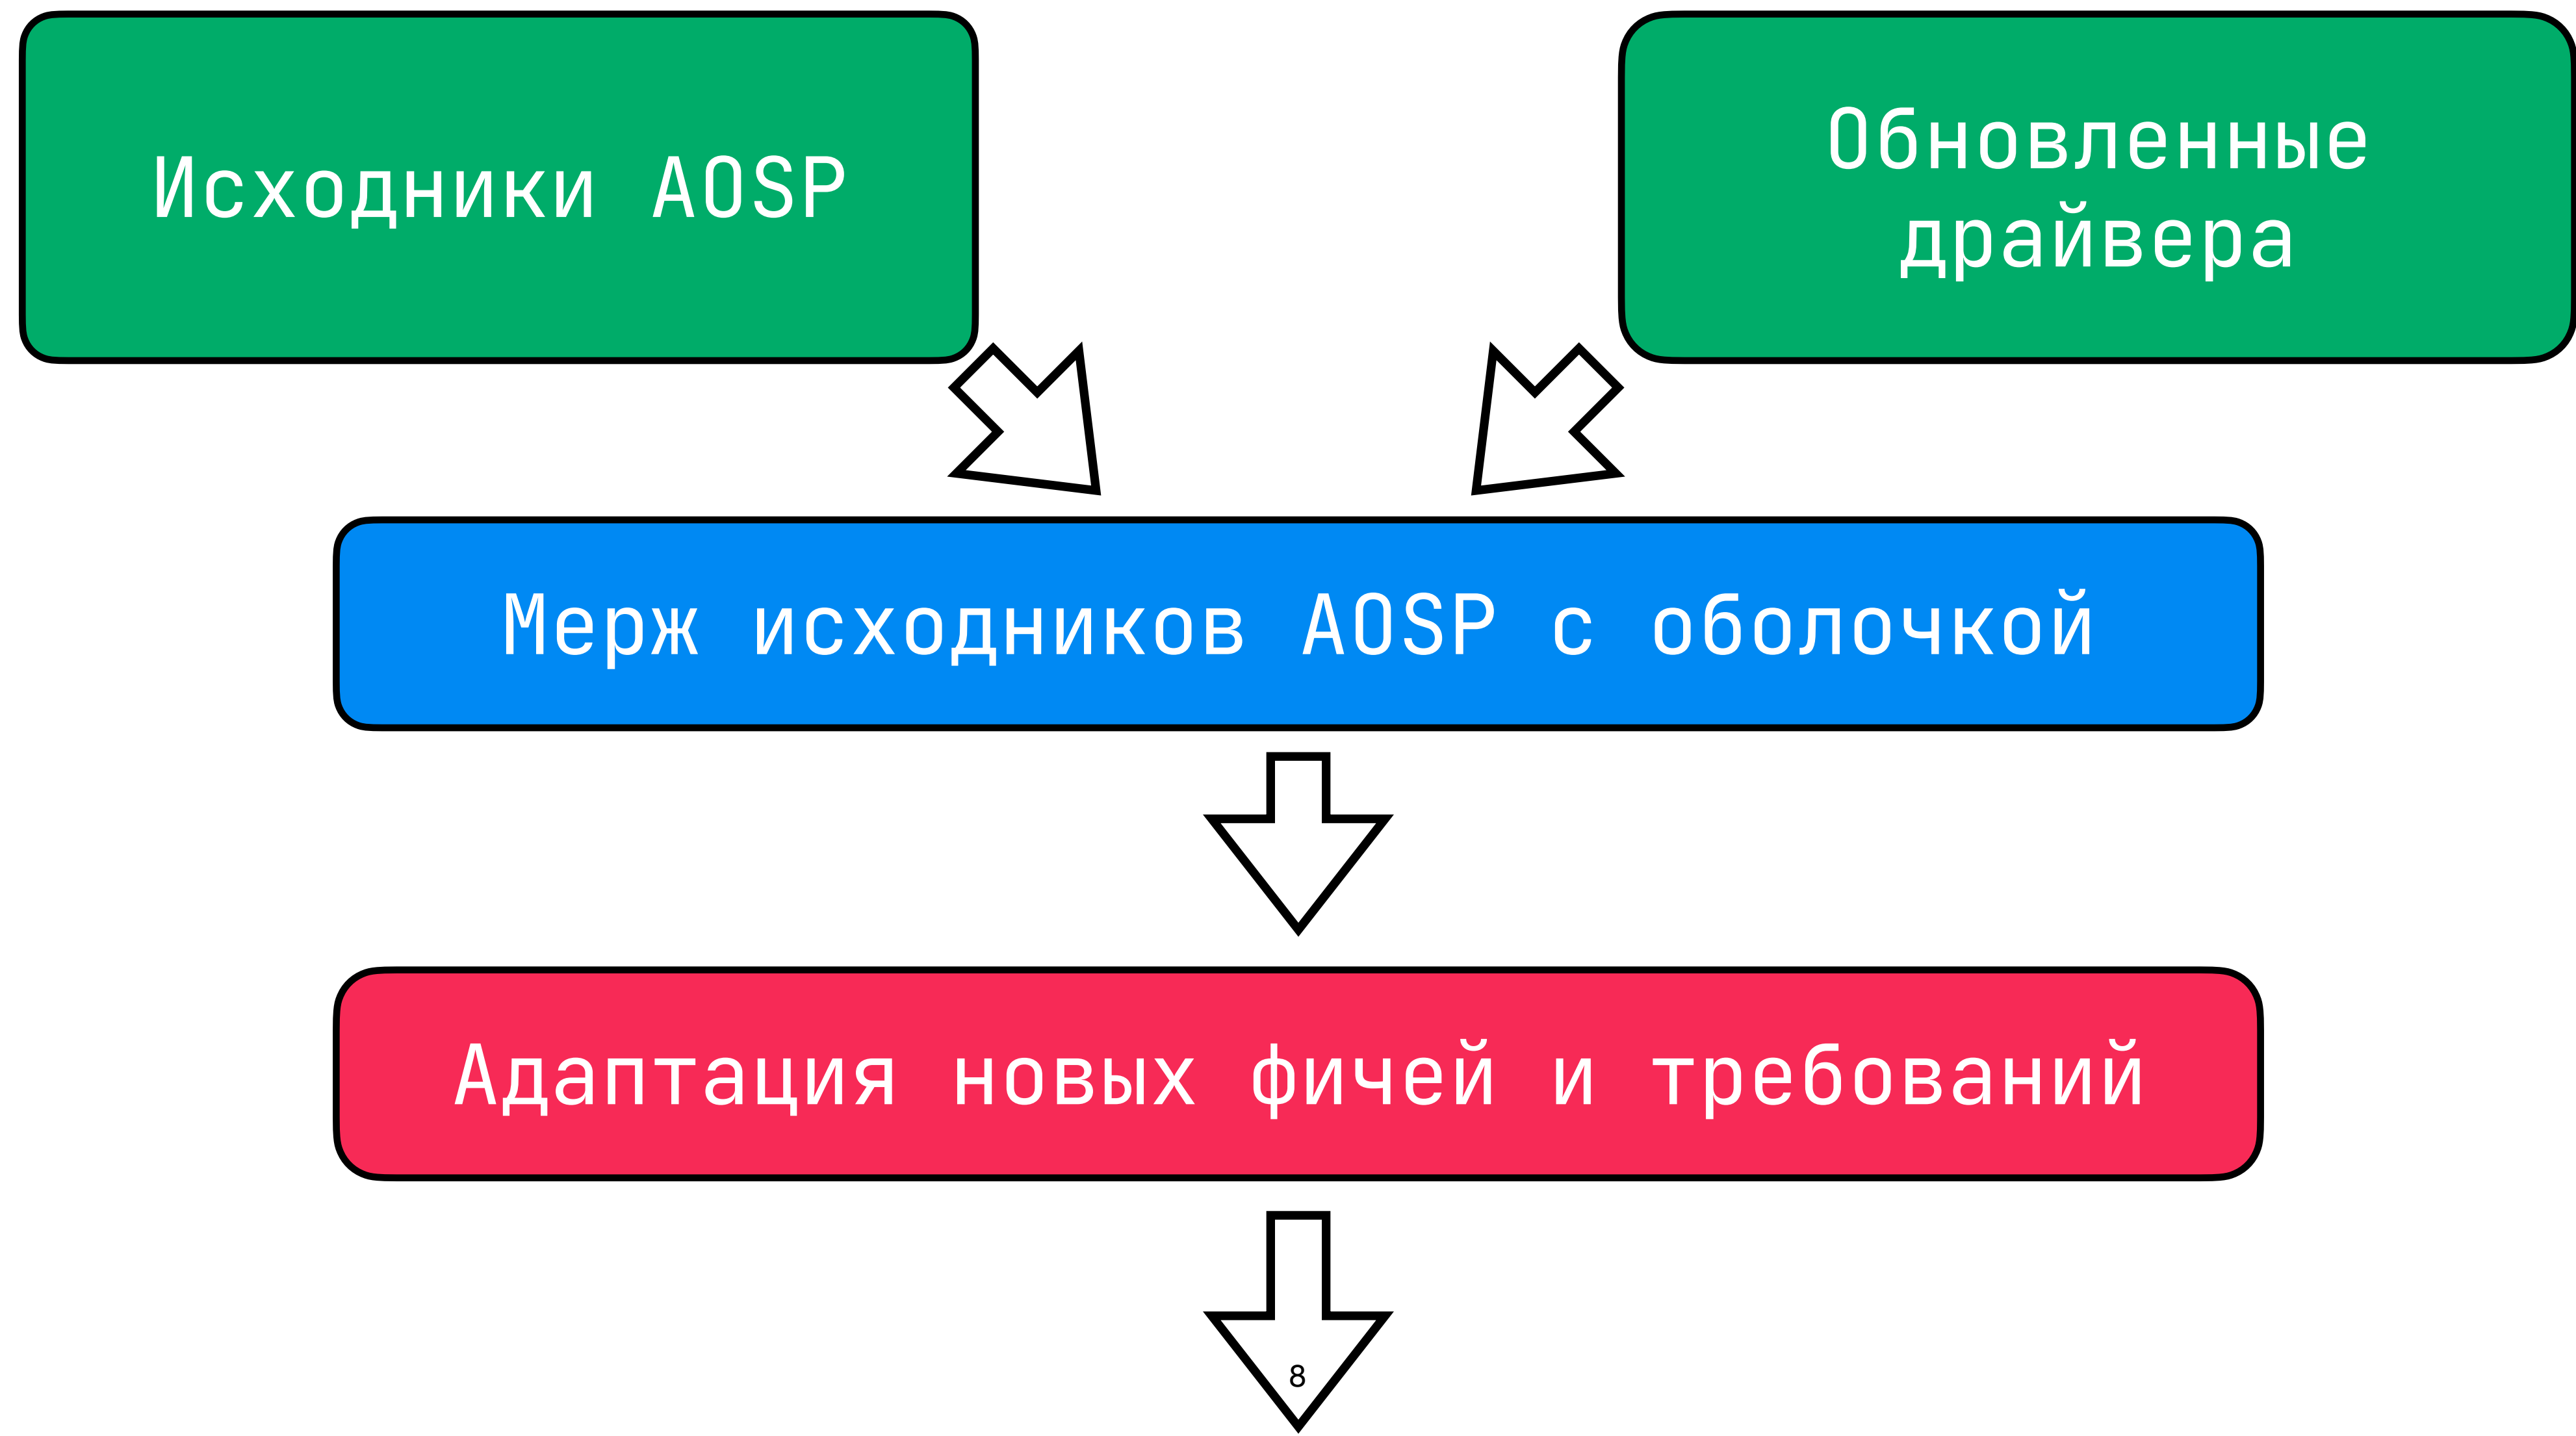 Исходники AOSP
Обновленные
драйвера
Мерж исходников AOSP с оболочкой
Адаптация новых фичей и требований
8